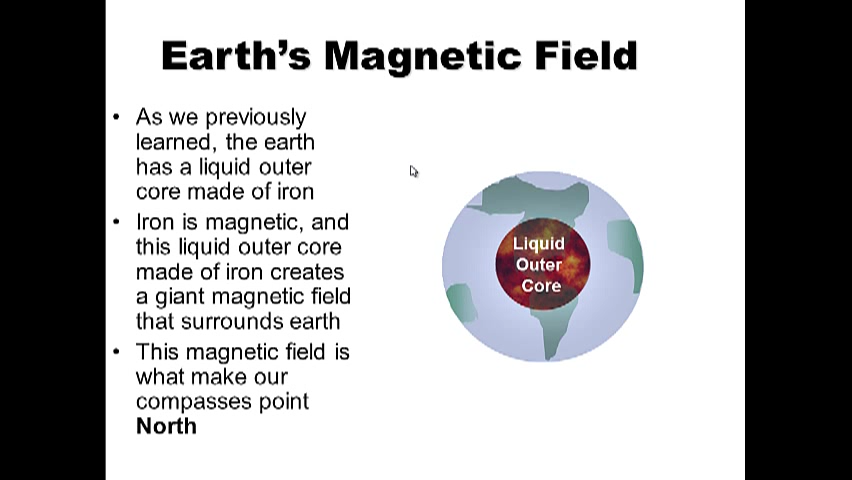 Earth's Magnetic Field
• As we previously
learned, the earth
has a liquid outer
core made of iron
• Iron is magnetic, and
this liquid outer core
made of iron creates
a giant magnetic field
that surrounds earth
• This magnetic field is
what make our
compasses point
North
Liquid
Outer
Core